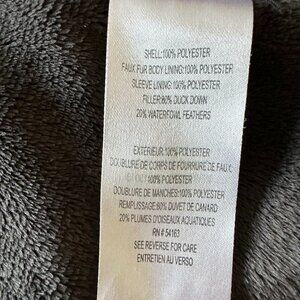 SHELL:100% POLYESTER
FAUX FUR BODY LINING:100% POLYESTER
SLEEVE LINING:100% POLYESTER
FILLER:80% DUCK DOWN
20% WATERFOWL FEATHERS
EXTERIEUR:100% POLYESTER
DOUBLURE DE CORPS DE FOURRURE DE FAUX
:100% POLYESTER
DOUBLURE DE MANCHES:100% POLYESTER
REMPLISSAGE:80% DUVET DE CANARD
20% PLUMES D'OISEAUX AQUATIQUES
RN # 54163
SEE REVERSE FOR CARE
ENTRETIEN AU VERSO